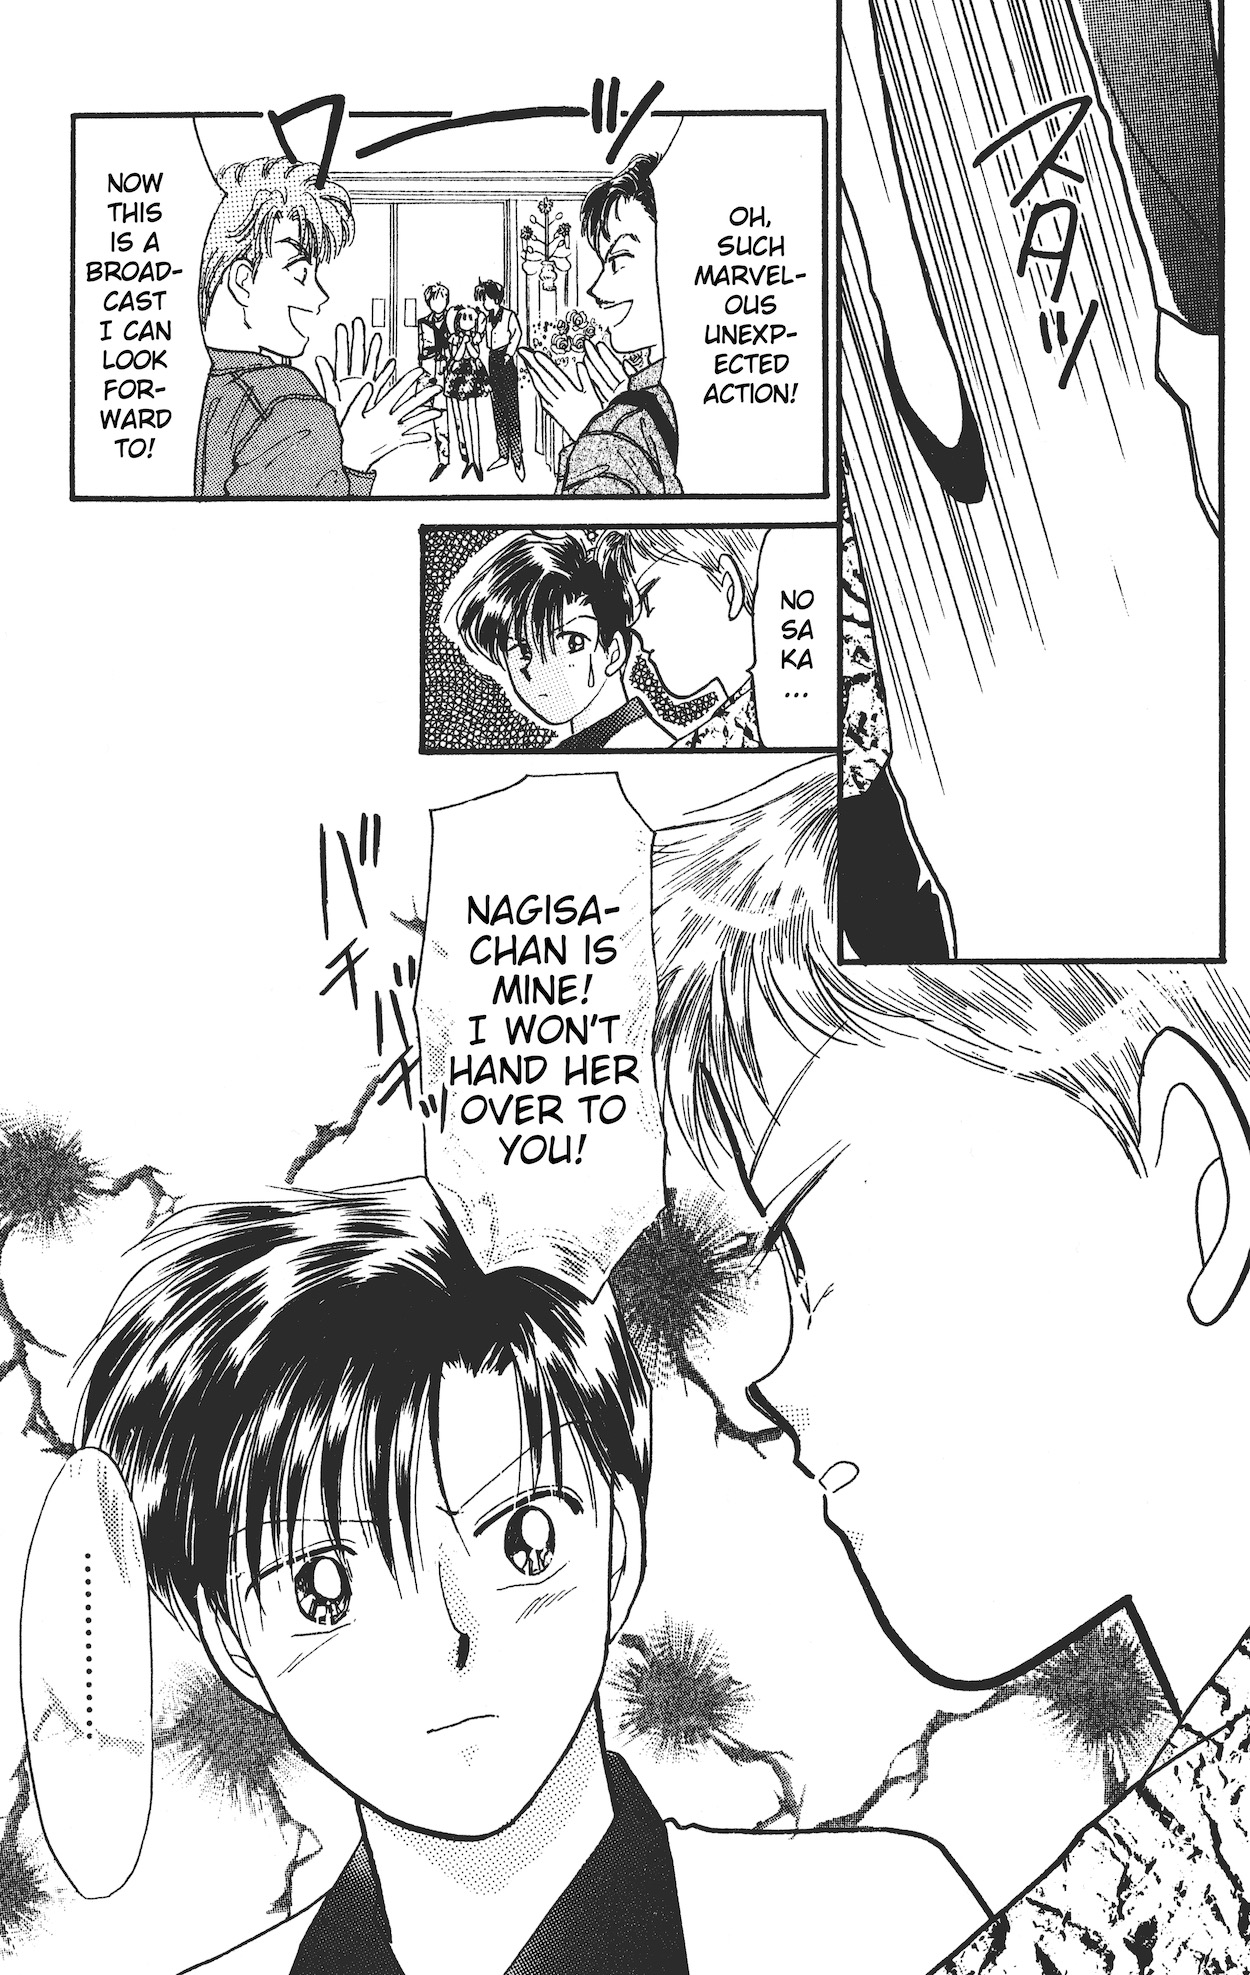 スタッ
ワーッ
OH,
SUCH
MARVEL-
OUS
UNEXP-
ECTED
ACTION!
NOW
THIS
IS A
BROAD-
CAST
I CAN
LOOK
FOR-
WARD
TO!
NO
SA
KA
...
NAGISA-
CHAN IS
MINE!
I WON'T
HAND HER
OVER TO
YOU!
バチバチッ
..............